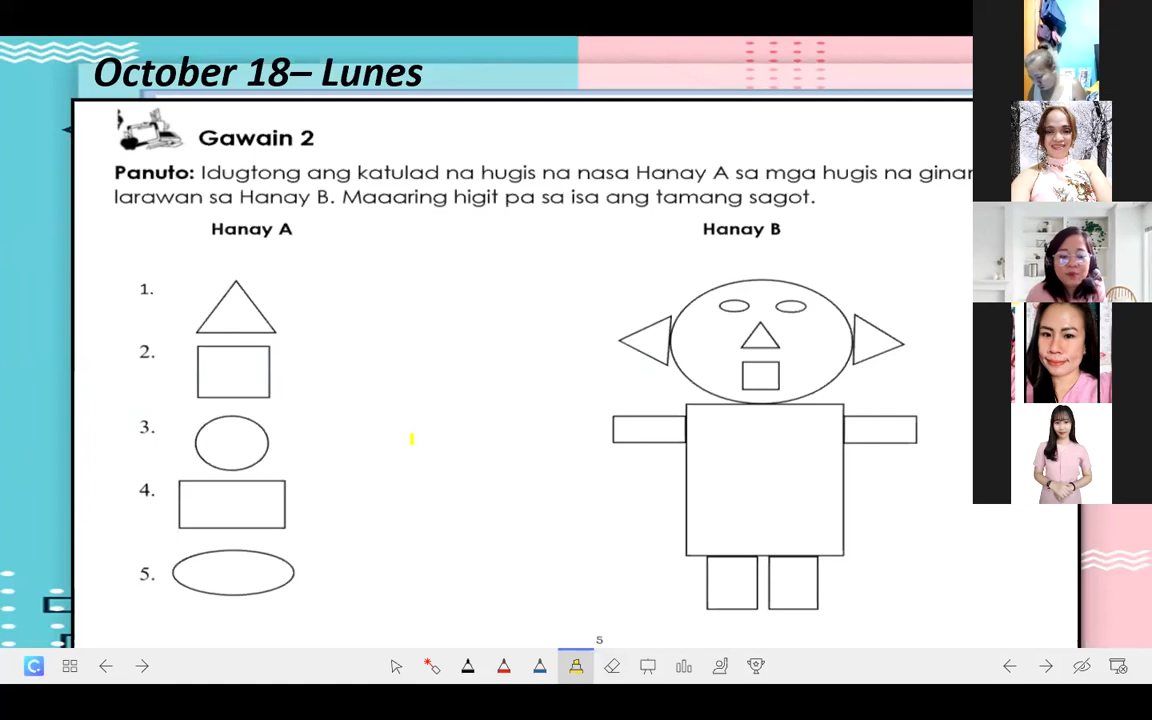 October 18– Lunes
Gawain 2
Panuto: Idugtong ang katulad na hugis na nasa Hanay A sa mga hugis na
larawan sa Hanay B. Maaaring higit pa sa isa ang tamang sagot.
Hanay A
Hanay B
1.
2.
3.
4.
5.
5